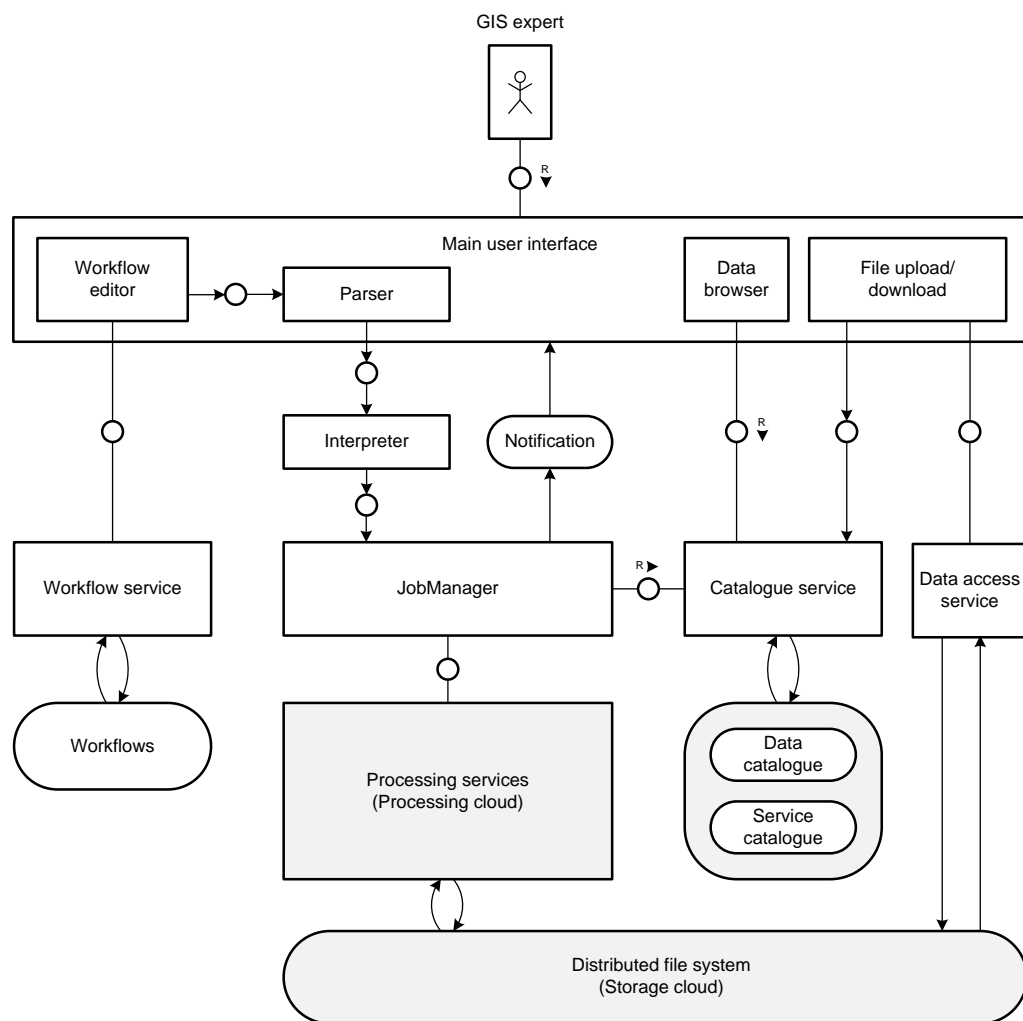 GIS expert
R
Main user interface
Workflow
editor
Parser
Data
browser
File upload/
download
Interpreter
Notification
R
Workflow service
JobManager
R
Catalogue service
Data access
service
Workflows
Processing services
(Processing cloud)
Data
catalogue
Service
catalogue
Distributed file system
(Storage cloud)